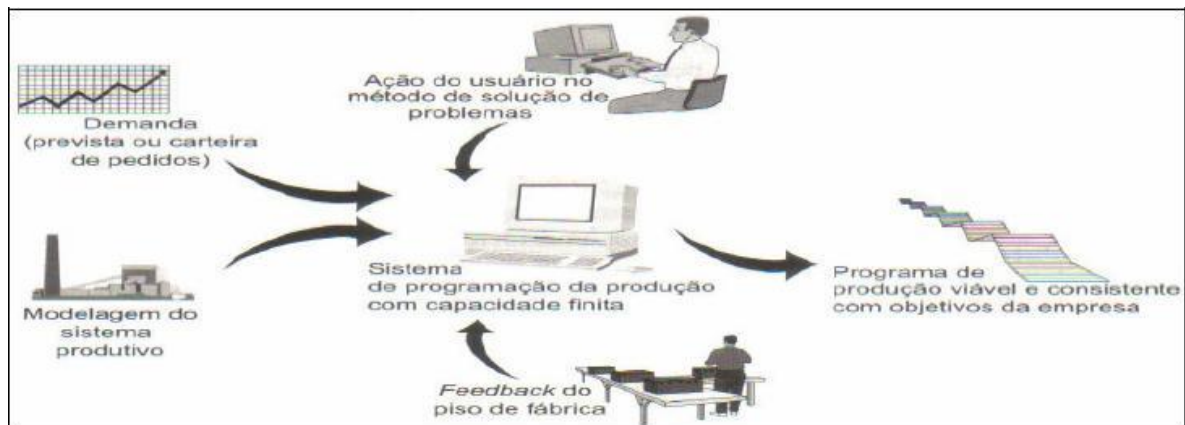 Demanda
(prevista ou carteira
de pedidos)
Ação do usuário no
método de solução de
problemas
Modelagem do
sistema
produtivo
Sistema
de programação da produção
com capacidade finita
Programa de
produção viável e consistente
com objetivos da empresa
Feedback do
piso de fábrica